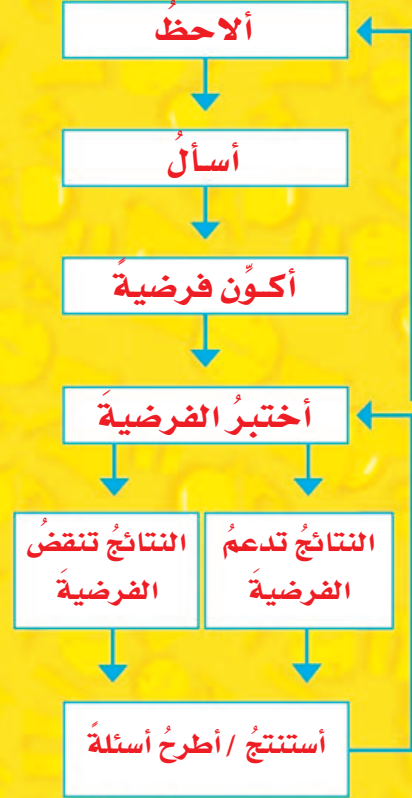 ألاحظُ
أسألُ
أكوِّن فرضيةً
أختبرُ الفرضيةَ
النتائجُ تدعمُ
الفرضيةَ
النتائجُ تنقضُ
الفرضيةَ
أستنتجُ / أطرحُ أسئلةً